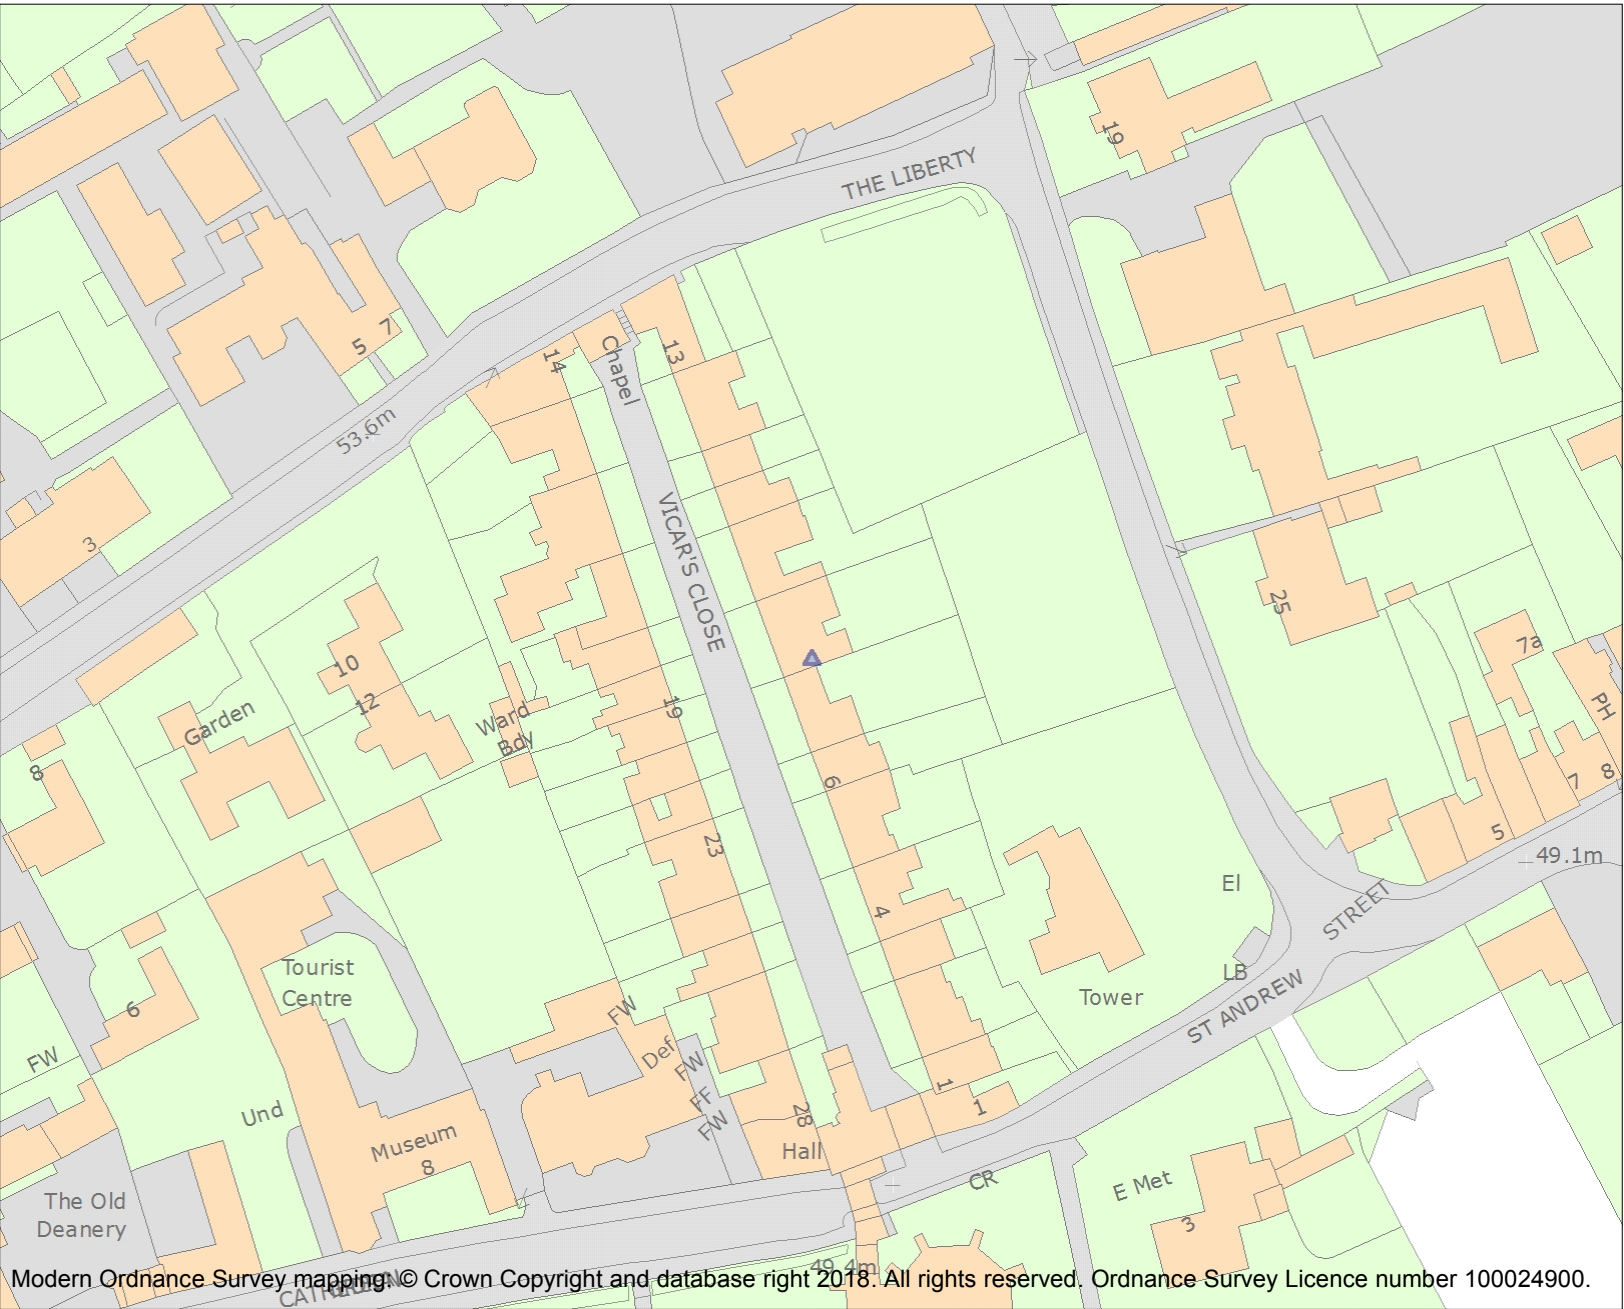 THE LIBERTY
19
7
5
14
Chapel
13
53.6m
3
VICAR'S CLOSE
25
7a
PH
10
12
Garden
Ward
Bdy
19
8
6
7
8
5
49.1m
23
4
El
STREET
LB
ST ANDREW
Tower
Tourist
Centre
6
FW
FW
Def
FW
FF
FW
1
1
28
Hall
Und
Museum
8
CR
E Met
3
The Old
Deanery
49.4m
Modern Ordnance Survey mapping: © Crown Copyright and database right 2018. All rights reserved. Ordnance Survey Licence number 100024900.